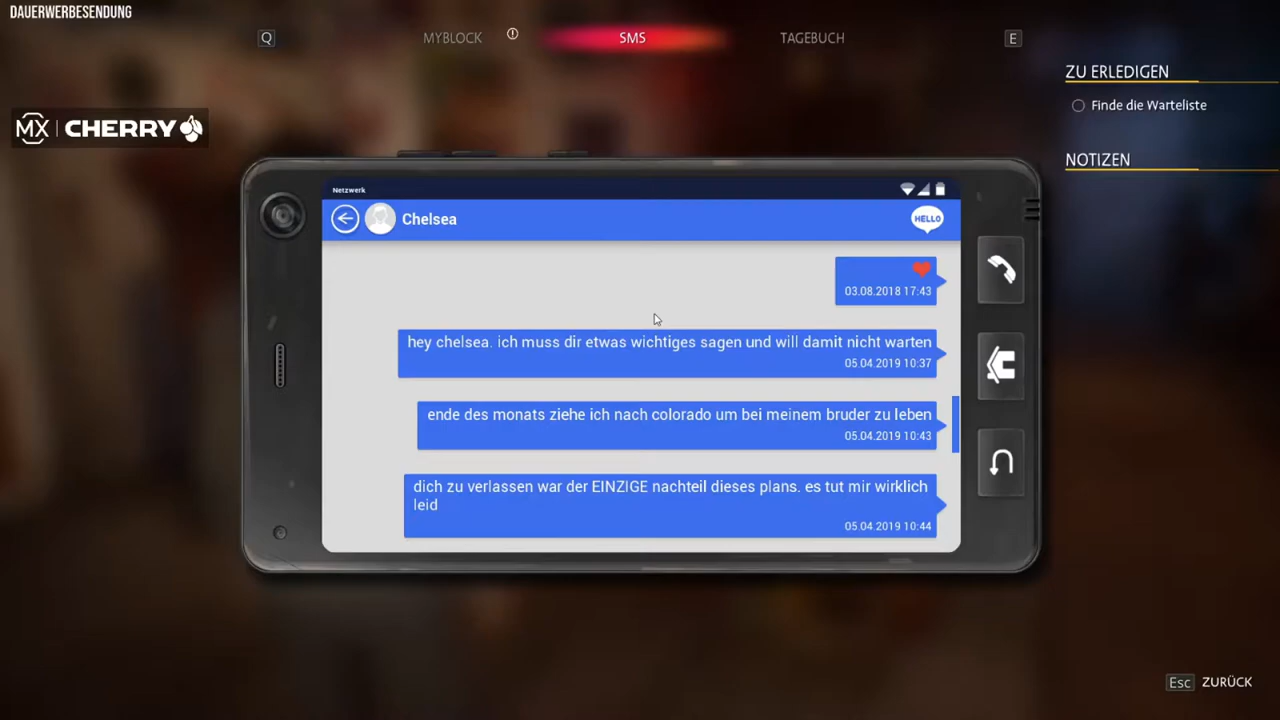 DAUERWERBESENDUNG
Q
MYBLOCK
SMS
TAGEBUCH
E
ZU ERLEDIGEN
Finde die Warteliste
NOTIZEN
MX | CHERRY
Netzwerk
Chelsea
HELLO
03.08.2018 17:43
hey chelsea. ich muss dir etwas wichtiges sagen und will damit nicht warten
05.04.2019 10:37
ende des monats ziehe ich nach colorado um bei meinem bruder zu leben
05.04.2019 10:43
dich zu verlassen war der EINZIGE nachteil dieses plans. es tut mir wirklich
leid
05.04.2019 10:44
Esc ZURÜCK